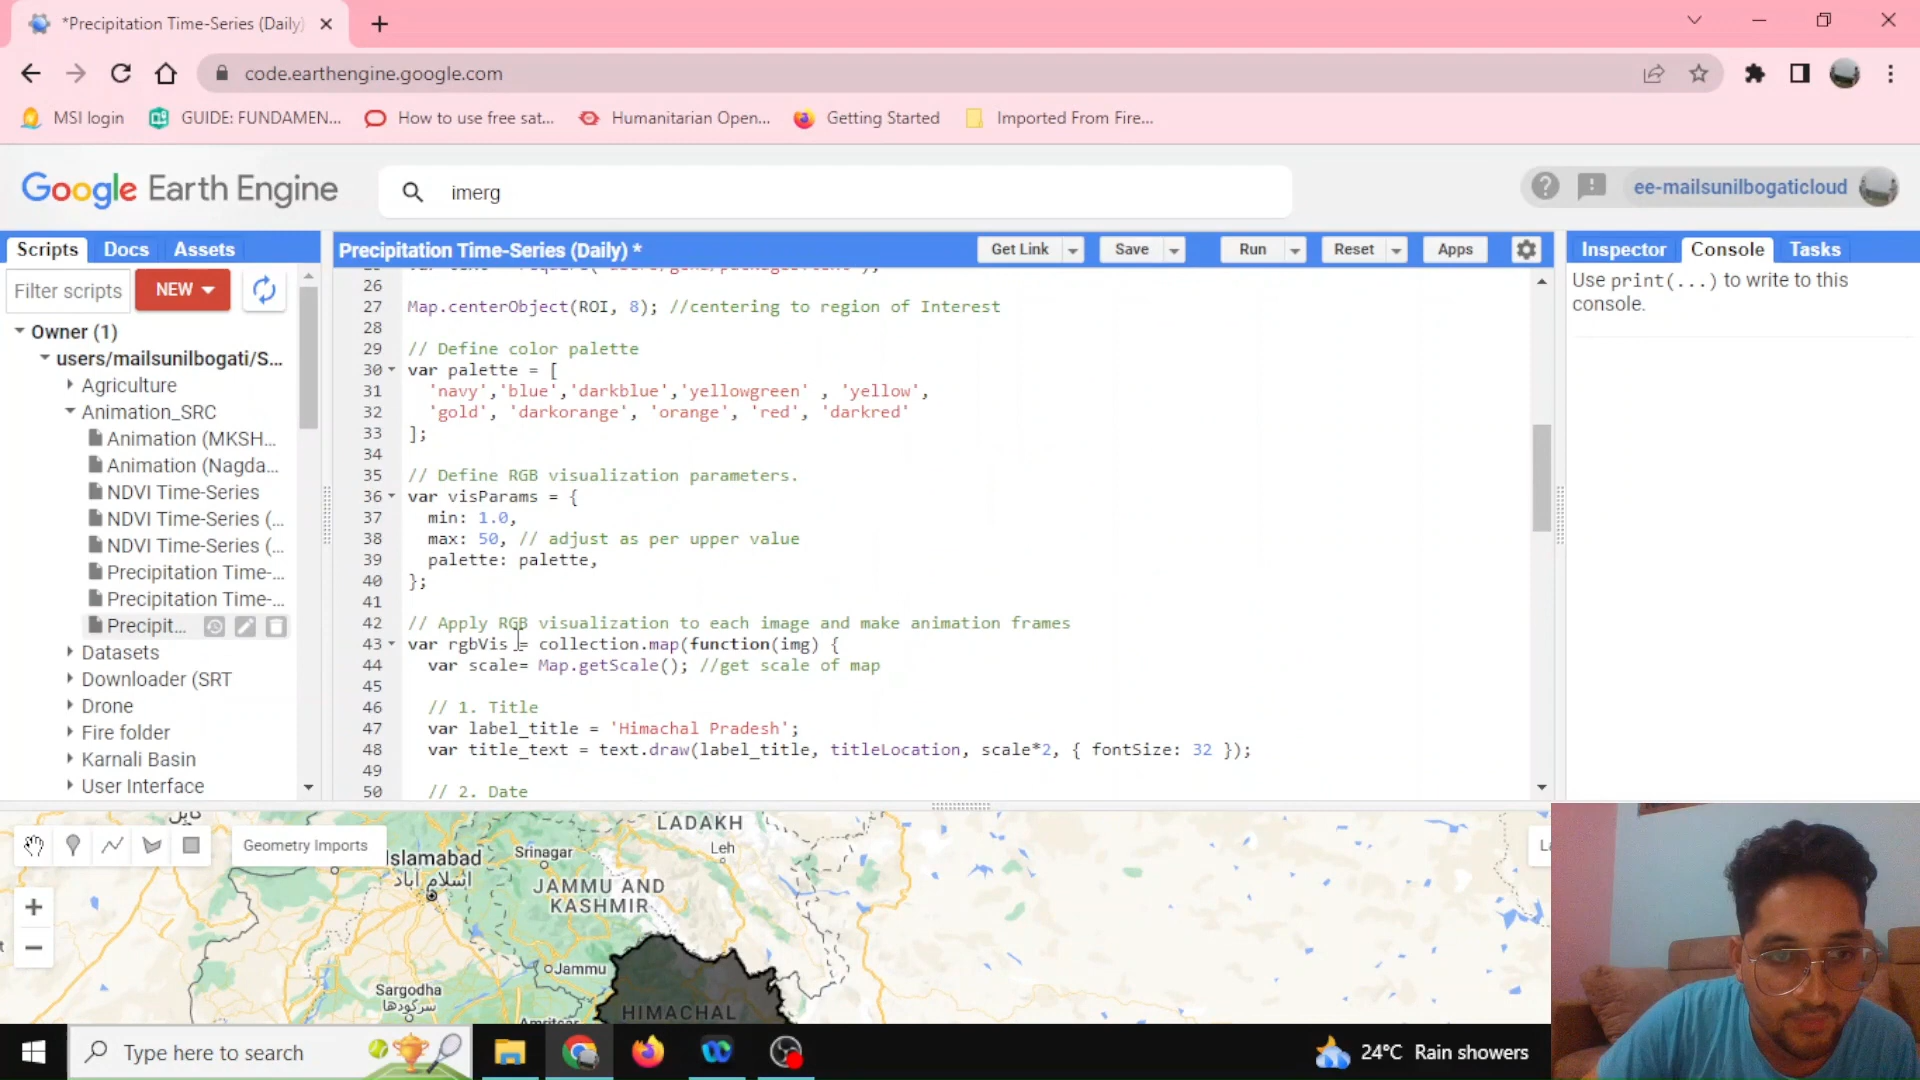 *Precipitation Time-Series (Daily)
code.earthengine.google.com
MSI login
GUIDE: FUNDAMEN...
How to use free sat...
Humanitarian Open...
Getting Started
Imported From Fire...
Google Earth Engine
imerg
ee-mailsunilbogaticloud
Scripts Docs Assets
Filter scripts
NEW
Owner (1)
users/mailsunilbogati/S...
Agriculture
Animation_SRC
Animation (MKSH...
Animation (Nagda...
NDVI Time-Series
NDVI Time-Series (...
NDVI Time-Series (...
Precipitation Time-...
Precipitation Time-...
Precipit...
Datasets
Downloader (SRT
Drone
Fire folder
Karnali Basin
User Interface
Precipitation Time-Series (Daily) *
Get Link Save Run Reset Apps
26
27 Map.centerObject(ROI, 8); //centering to region of Interest
28
29 // Define color palette
30 var palette = [
31 'navy','blue','darkblue','yellowgreen' , 'yellow',
32 'gold', 'darkorange', 'orange', 'red', 'darkred'
33 ];
34
35 // Define RGB visualization parameters.
36 var visParams = {
37 min: 1.0,
38 max: 50, // adjust as per upper value
39 palette: palette,
40 };
41
42 // Apply RGB visualization to each image and make animation frames
43 var rgbVis = collection.map(function(img) {
44 var scale= Map.getScale(); //get scale of map
45
46 // 1. Title
47 var label_title = 'Himachal Pradesh';
48 var title_text = text.draw(label_title, titleLocation, scale*2, { fontSize: 32 });
49
50 // 2. Date
Inspector Console Tasks
Use print(...) to write to this
console.
Geometry Imports
LADAKH
Leh
Islamabad
اسلام آباد
Srinagar
JAMMU AND
KASHMIR
Jammu
Sargodha
سرگودها
Amritsar
HIMACHAL
Type here to search
24°C Rain showers